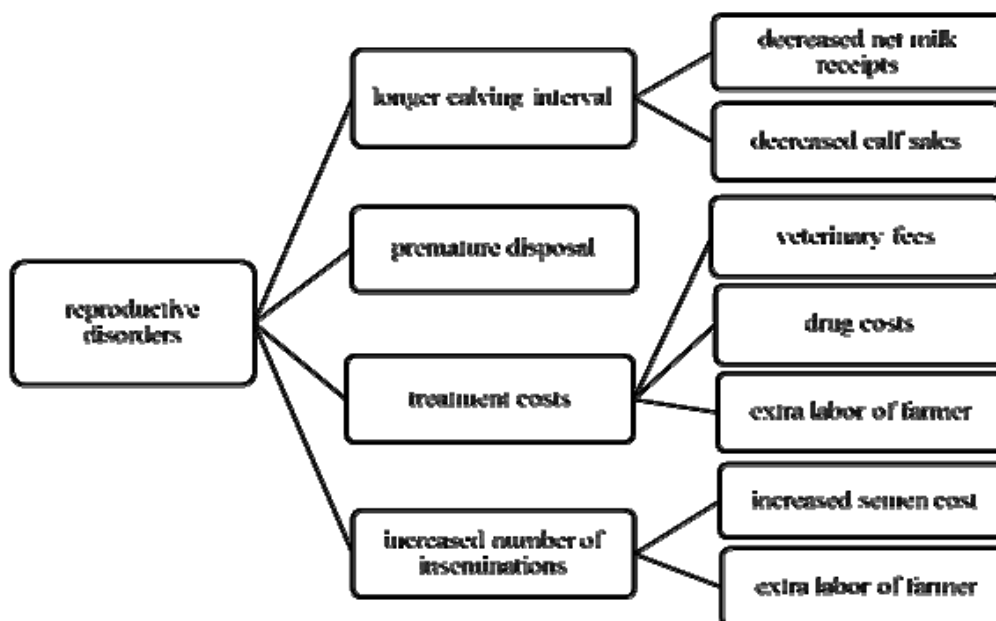 decreased net milk
receipts
longer calving interval
decreased calf sales
veterinary fees
premature disposal
reproductive
disorders
drug costs
treatment costs
extra labor of farmer
increased semen cost
increased number of
inseminations
extra labor of farmer